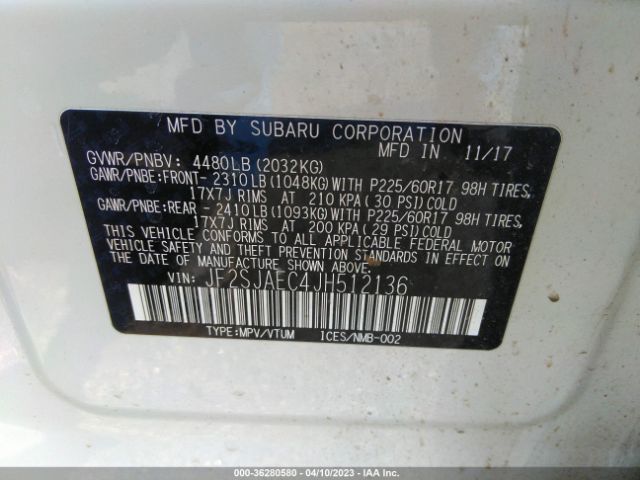 MFD BY SUBARU CORPORATION
MFD IN 11/17
GVWR/PNBV: 4480LB (2032KG)
GAWR/PNBE:FRONT- 2310LB (1048KG)WITH P225/60R17 98H TIRES,
17X7J RIMS AT 210 KPA ( 30 PSI) COLD
GAWR/PNBE:REAR - 2410LB (1093KG)WITH P225/60R17 98H TIRES,
17X7J RIMS AT 200 KPA (29 PSI) COLD.
THIS VEHICLE CONFORMS TO ALL APPLICABLE FEDERAL MOTOR
VEHICLE SAFETY AND THEFT PREVENTION STANDARDS IN EFFECT
ON THE DATE OF MANUFACTURE SHOWN ABOVE.
VIN: JF2SJAEC4JH512136
TYPE:MPV/VTUM ICES/NMB-002
000-36280580 - 04/10/2023 - IAA Inc.